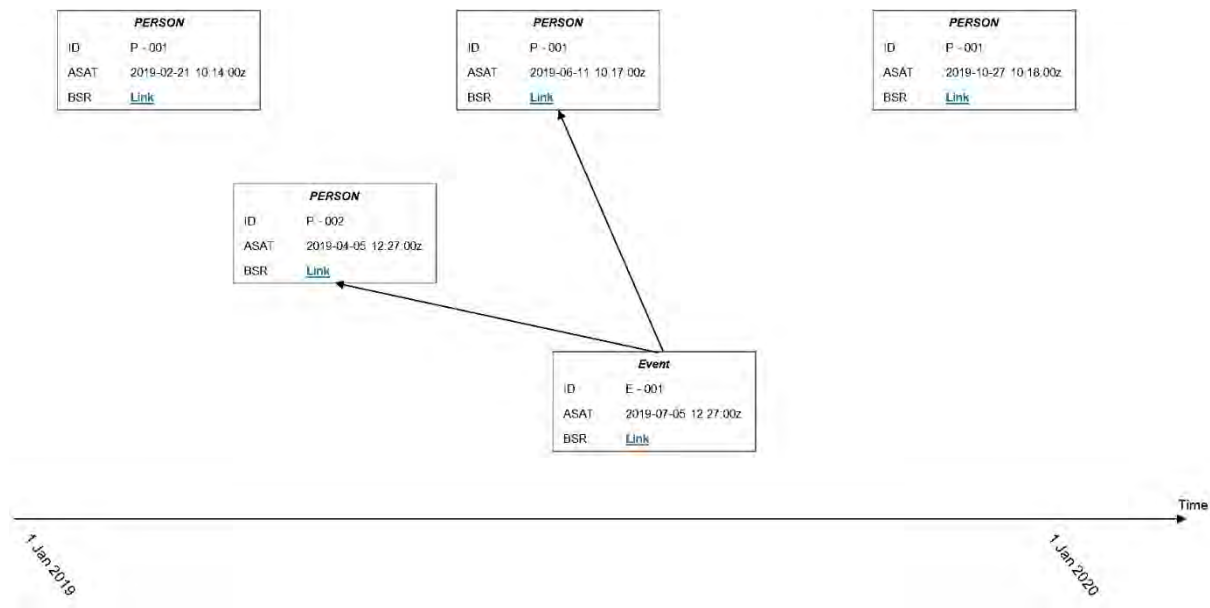 PERSON
ID P - 001
ASAT 2019-02-21 10:14:00z
BSR Link
PERSON
ID P - 001
ASAT 2019-06-11 10:17:00z
BSR Link
PERSON
ID P - 001
ASAT 2019-10-27 10:18:00z
BSR Link
PERSON
ID P - 002
ASAT 2019-04-05 12:27:00z
BSR Link
Event
ID E - 001
ASAT 2019-07-05 12:27:00z
BSR Link
Time
1 Jan 2019
1 Jan 2020